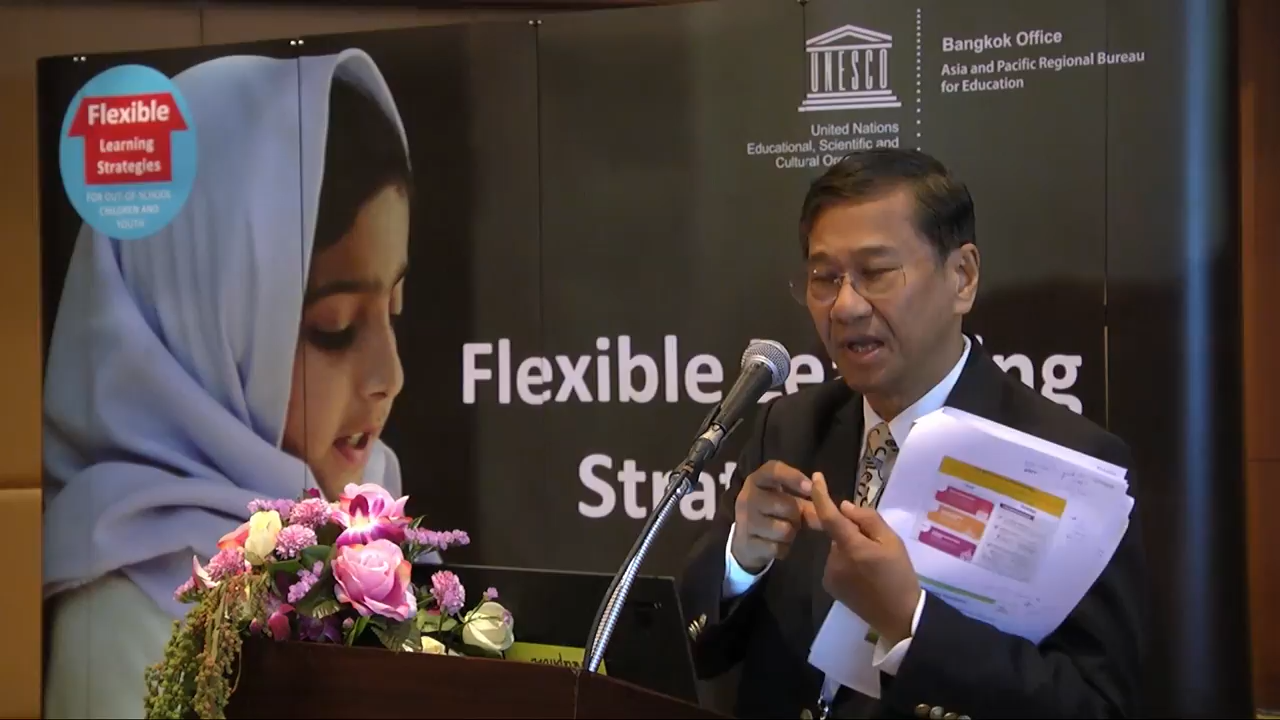 Flexible
Learning
Strategies
FOR OUT-OF-SCHOOL
CHILDREN AND
YOUTH
UNESCO
United Nations
Educational, Scientific and
Cultural
Bangkok Office
Asia and Pacific Regional Bureau
for Education
Flexible
Strat